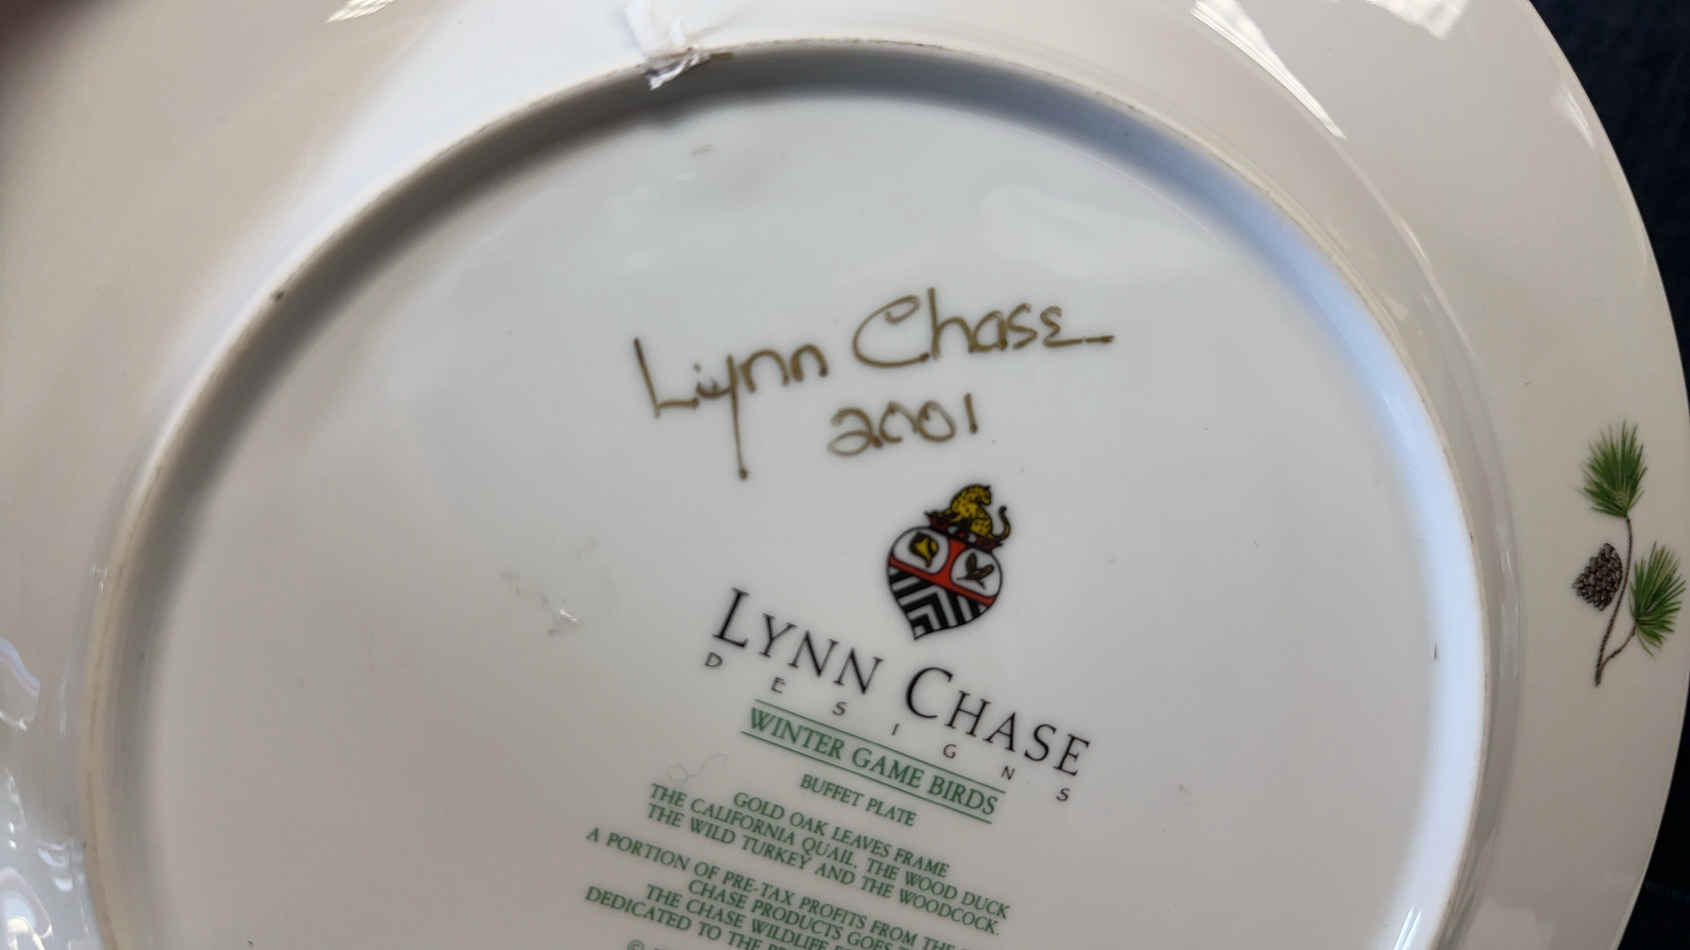 Lynn Chase
2001
LYNN CHASE
DESIGNS
WINTER GAME BIRDS
BUFFET PLATE
GOLD OAK LEAVES FRAME
THE CALIFORNIA QUAIL, THE WOOD DUCK
THE WILD TURKEY AND THE WOODCOCK.
A PORTION OF PRE-TAX PROFITS FROM THE
CHASE PRODUCTS GOES
THE CHASE WILDLIFE
DEDICATED TO THE
©